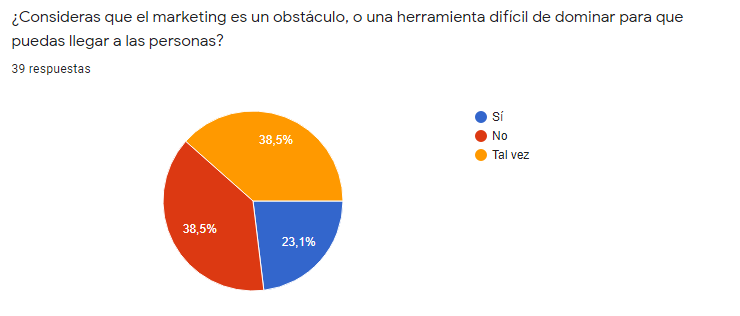 ¿Consideras que el marketing es un obstáculo, o una herramienta difícil de dominar para que
puedas llegar a las personas?
39 respuestas
Sí
No
Tal vez
38,5%
38,5%
23,1%